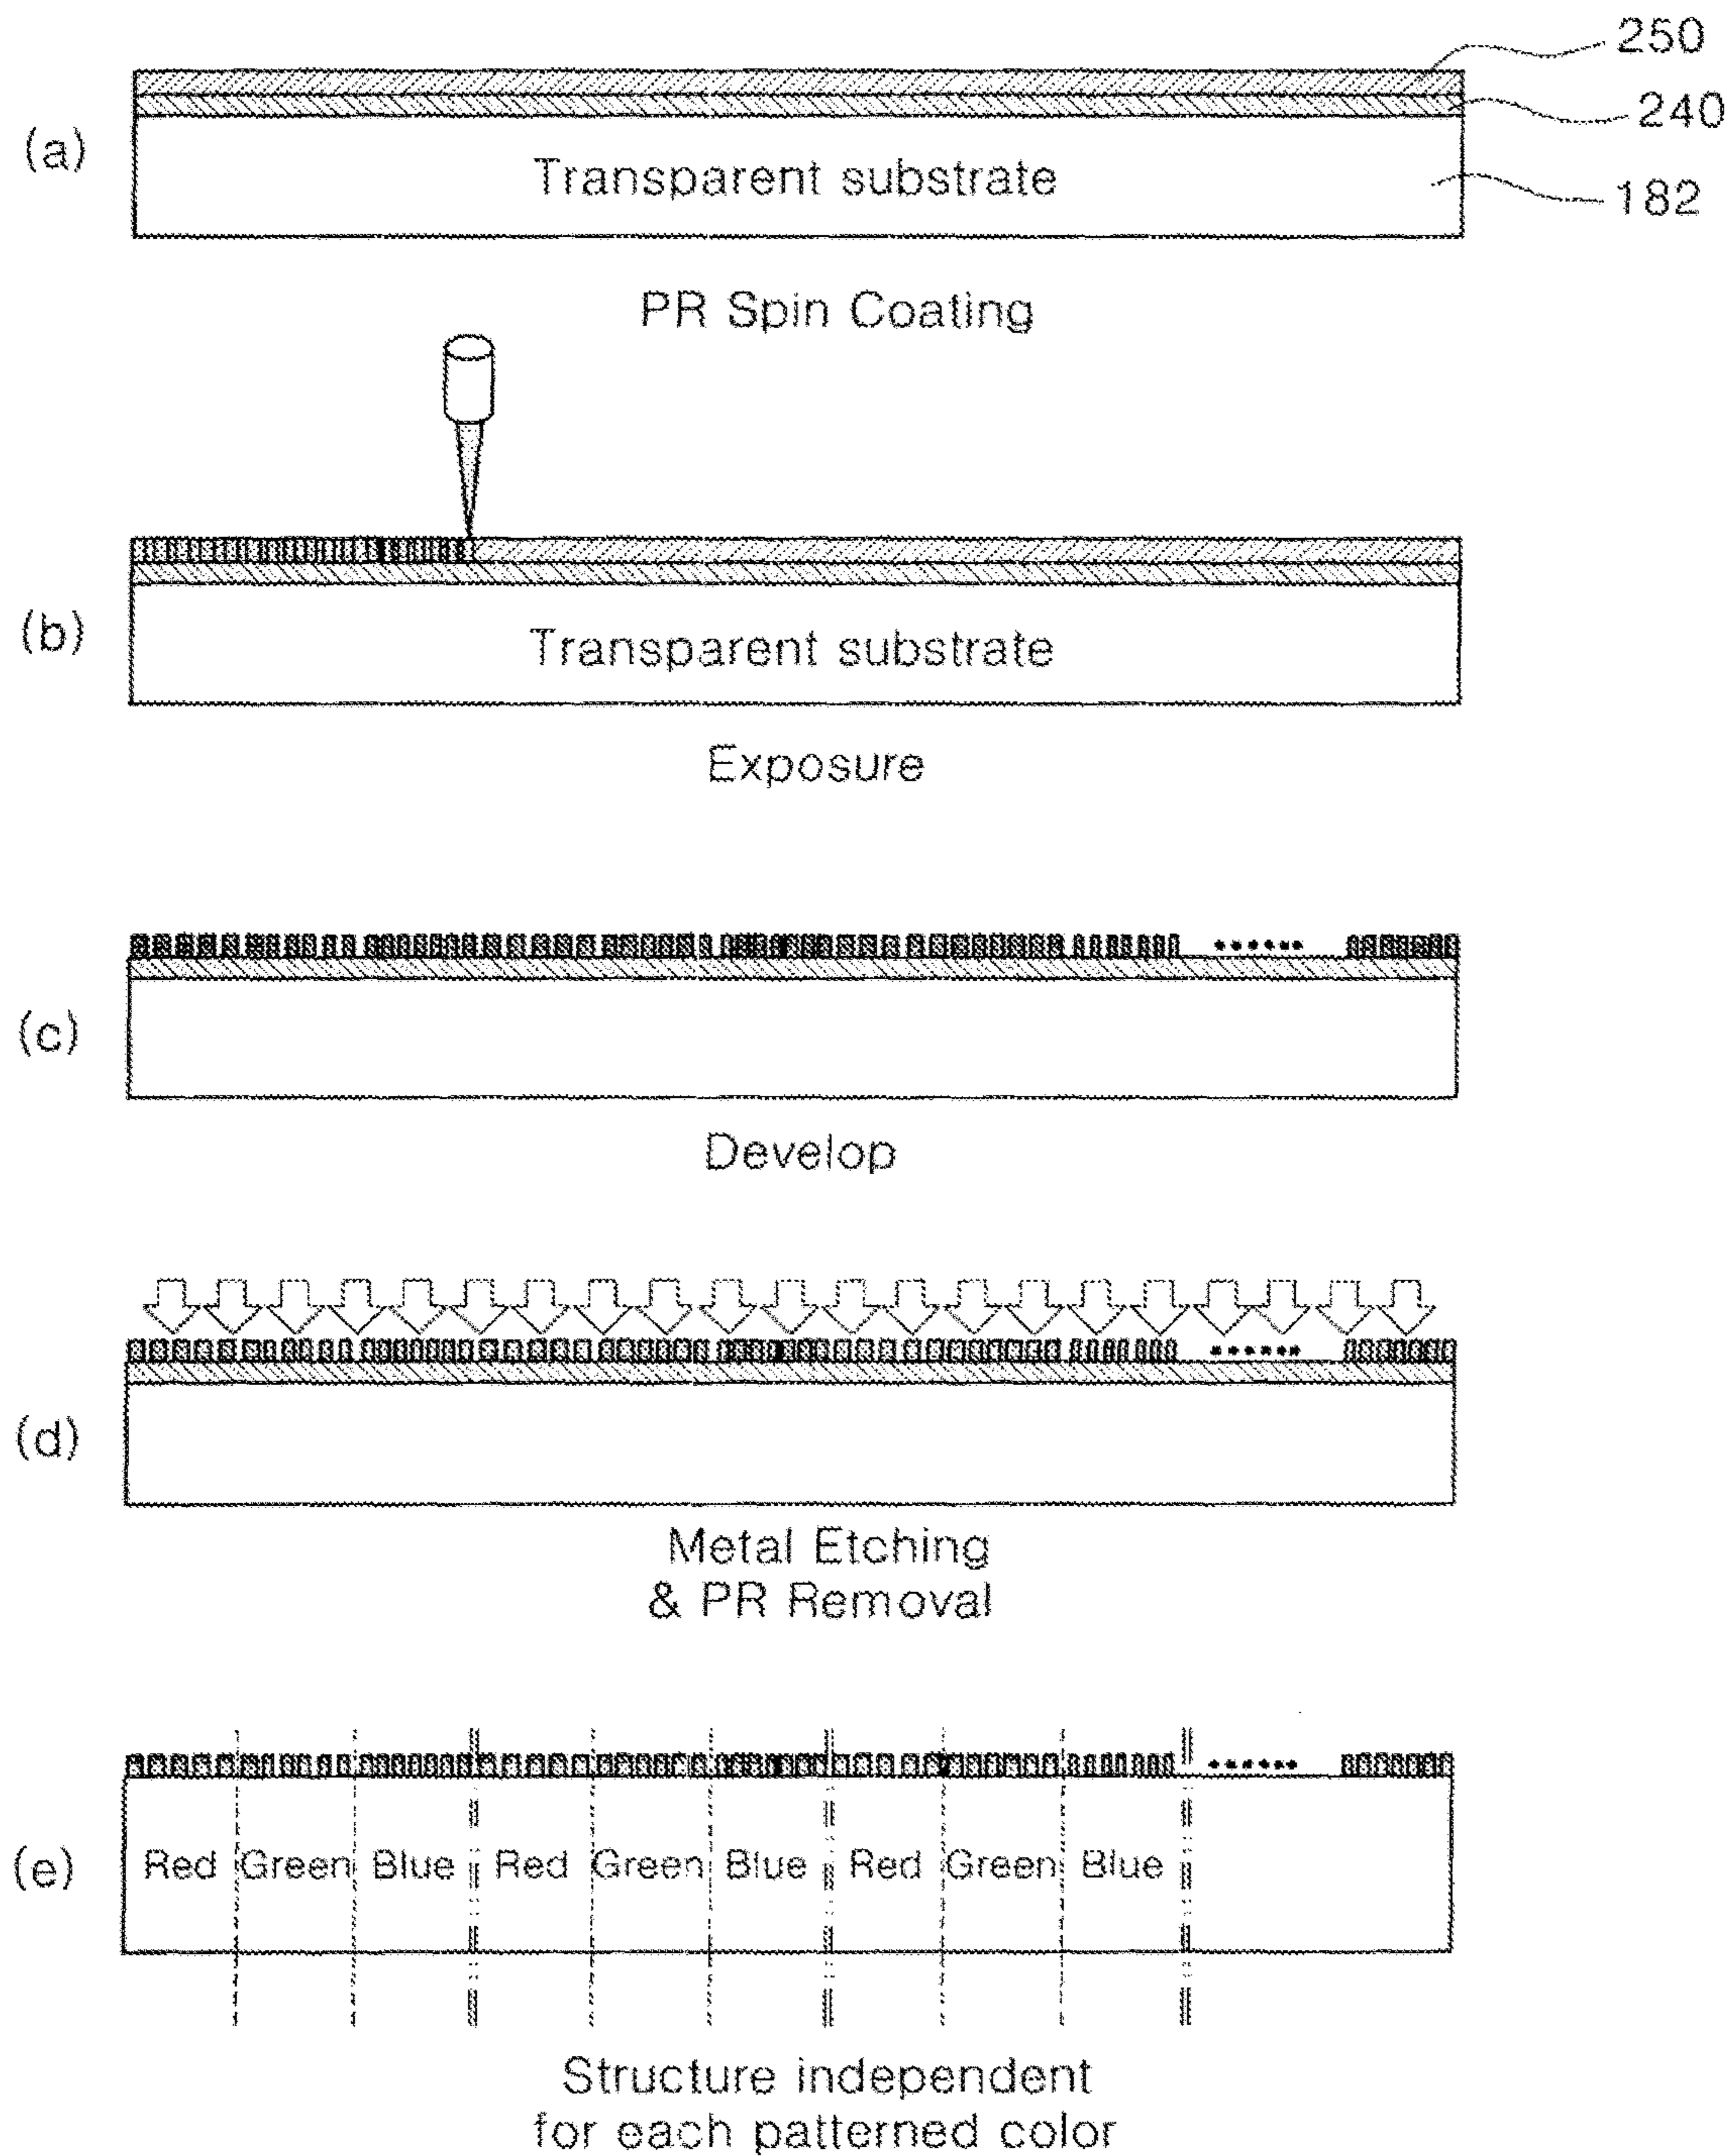 250
240
(a)
Transparent substrate
182
PR Spin Coating
(b)
Transparent substrate
Exposure
(c)
Develop
(d)
Metal Etching
& PR Removal
(e)
Red Green Blue Red Green Blue Red Green Blue
Structure independent
for each patterned color